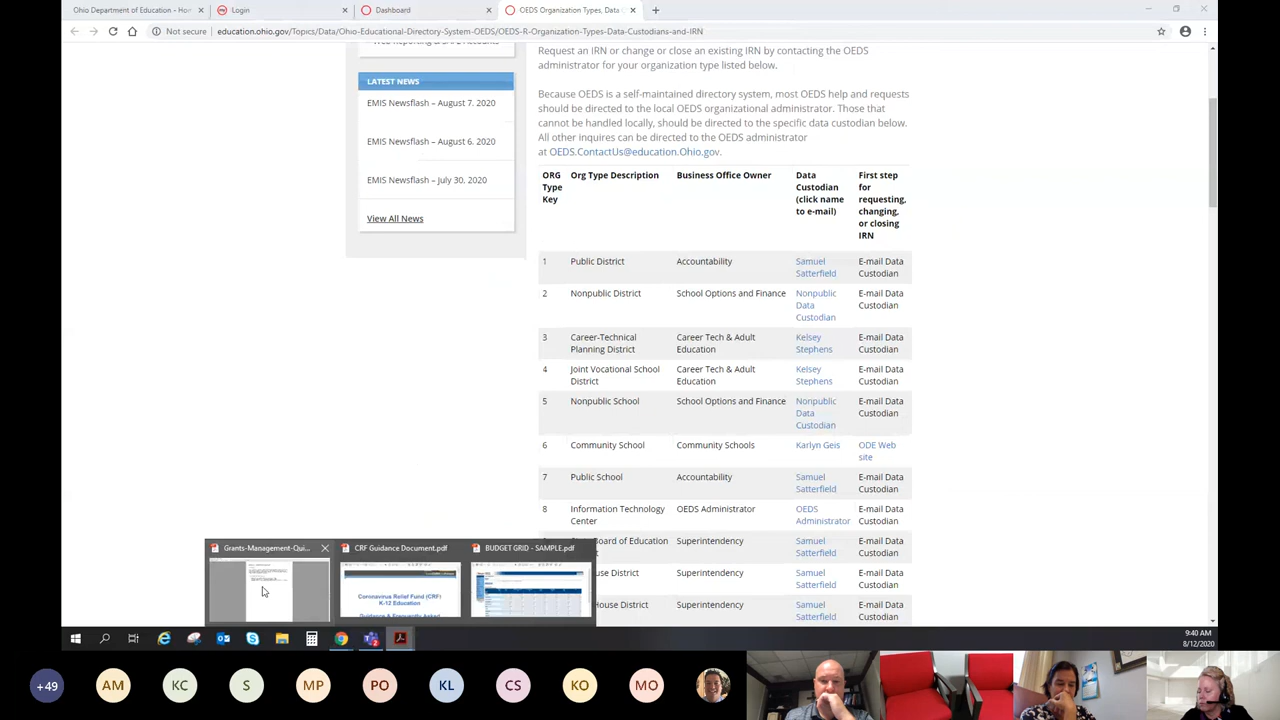 Ohio Department of Education - Hor
Login
Dashboard
OEDS Organization Types, Data C
Not secure
education.ohio.gov/Topics/Data/Ohio-Educational-Directory-System-OEDS/OEDS-R-Organization-Types-Data-Custodians-and-IRN
LATEST NEWS
EMIS Newsflash – August 7. 2020
EMIS Newsflash – August 6. 2020
EMIS Newsflash – July 30, 2020
View All News
Request an IRN or change or close an existing IRN by contacting the OEDS
administrator for your organization type listed below.
Because OEDS is a self-maintained directory system, most OEDS help and requests
should be directed to the local OEDS organizational administrator. Those that
cannot be handled locally, should be directed to the specific data custodian below.
All other inquires can be directed to the OEDS administrator
at OEDS.ContactUs@education.Ohio.gov.
ORG
Type
Key
Org Type Description
Business Office Owner
Data
Custodian
(click name
to e-mail)
First step
for
requesting,
changing,
or closing
IRN
1
Public District
Accountability
Samuel
Satterfield
E-mail Data
Custodian
2
Nonpublic District
School Options and Finance
Nonpublic
Data
Custodian
E-mail Data
Custodian
3
Career-Technical
Planning District
Career Tech & Adult
Education
Kelsey
Stephens
E-mail Data
Custodian
4
Joint Vocational School
District
Career Tech & Adult
Education
Kelsey
Stephens
E-mail Data
Custodian
5
Nonpublic School
School Options and Finance
Nonpublic
Data
Custodian
E-mail Data
Custodian
6
Community School
Community Schools
Karlyn Geis
ODE Web
site
7
Public School
Accountability
Samuel
Satterfield
E-mail Data
Custodian
8
Information Technology
Center
OEDS Administrator
OEDS
Administrator
E-mail Data
Custodian
Board of Education
Superintendency
Samuel
Satterfield
E-mail Data
Custodian
use District
Superintendency
Samuel
Satterfield
E-mail Data
Custodian
House District
Superintendency
Samuel
Satterfield
E-mail Data
Custodian
Grants-Management-Qui...
CRF Guidance Document.pdf
BUDGET GRID - SAMPLE.pdf
Coronavirus Relief Fund (CRF)
K-12 Education
Guidance & Frequently Asked
9:40 AM
8/12/2020
+49
AM
KC
S
MP
PO
KL
CS
KO
MO